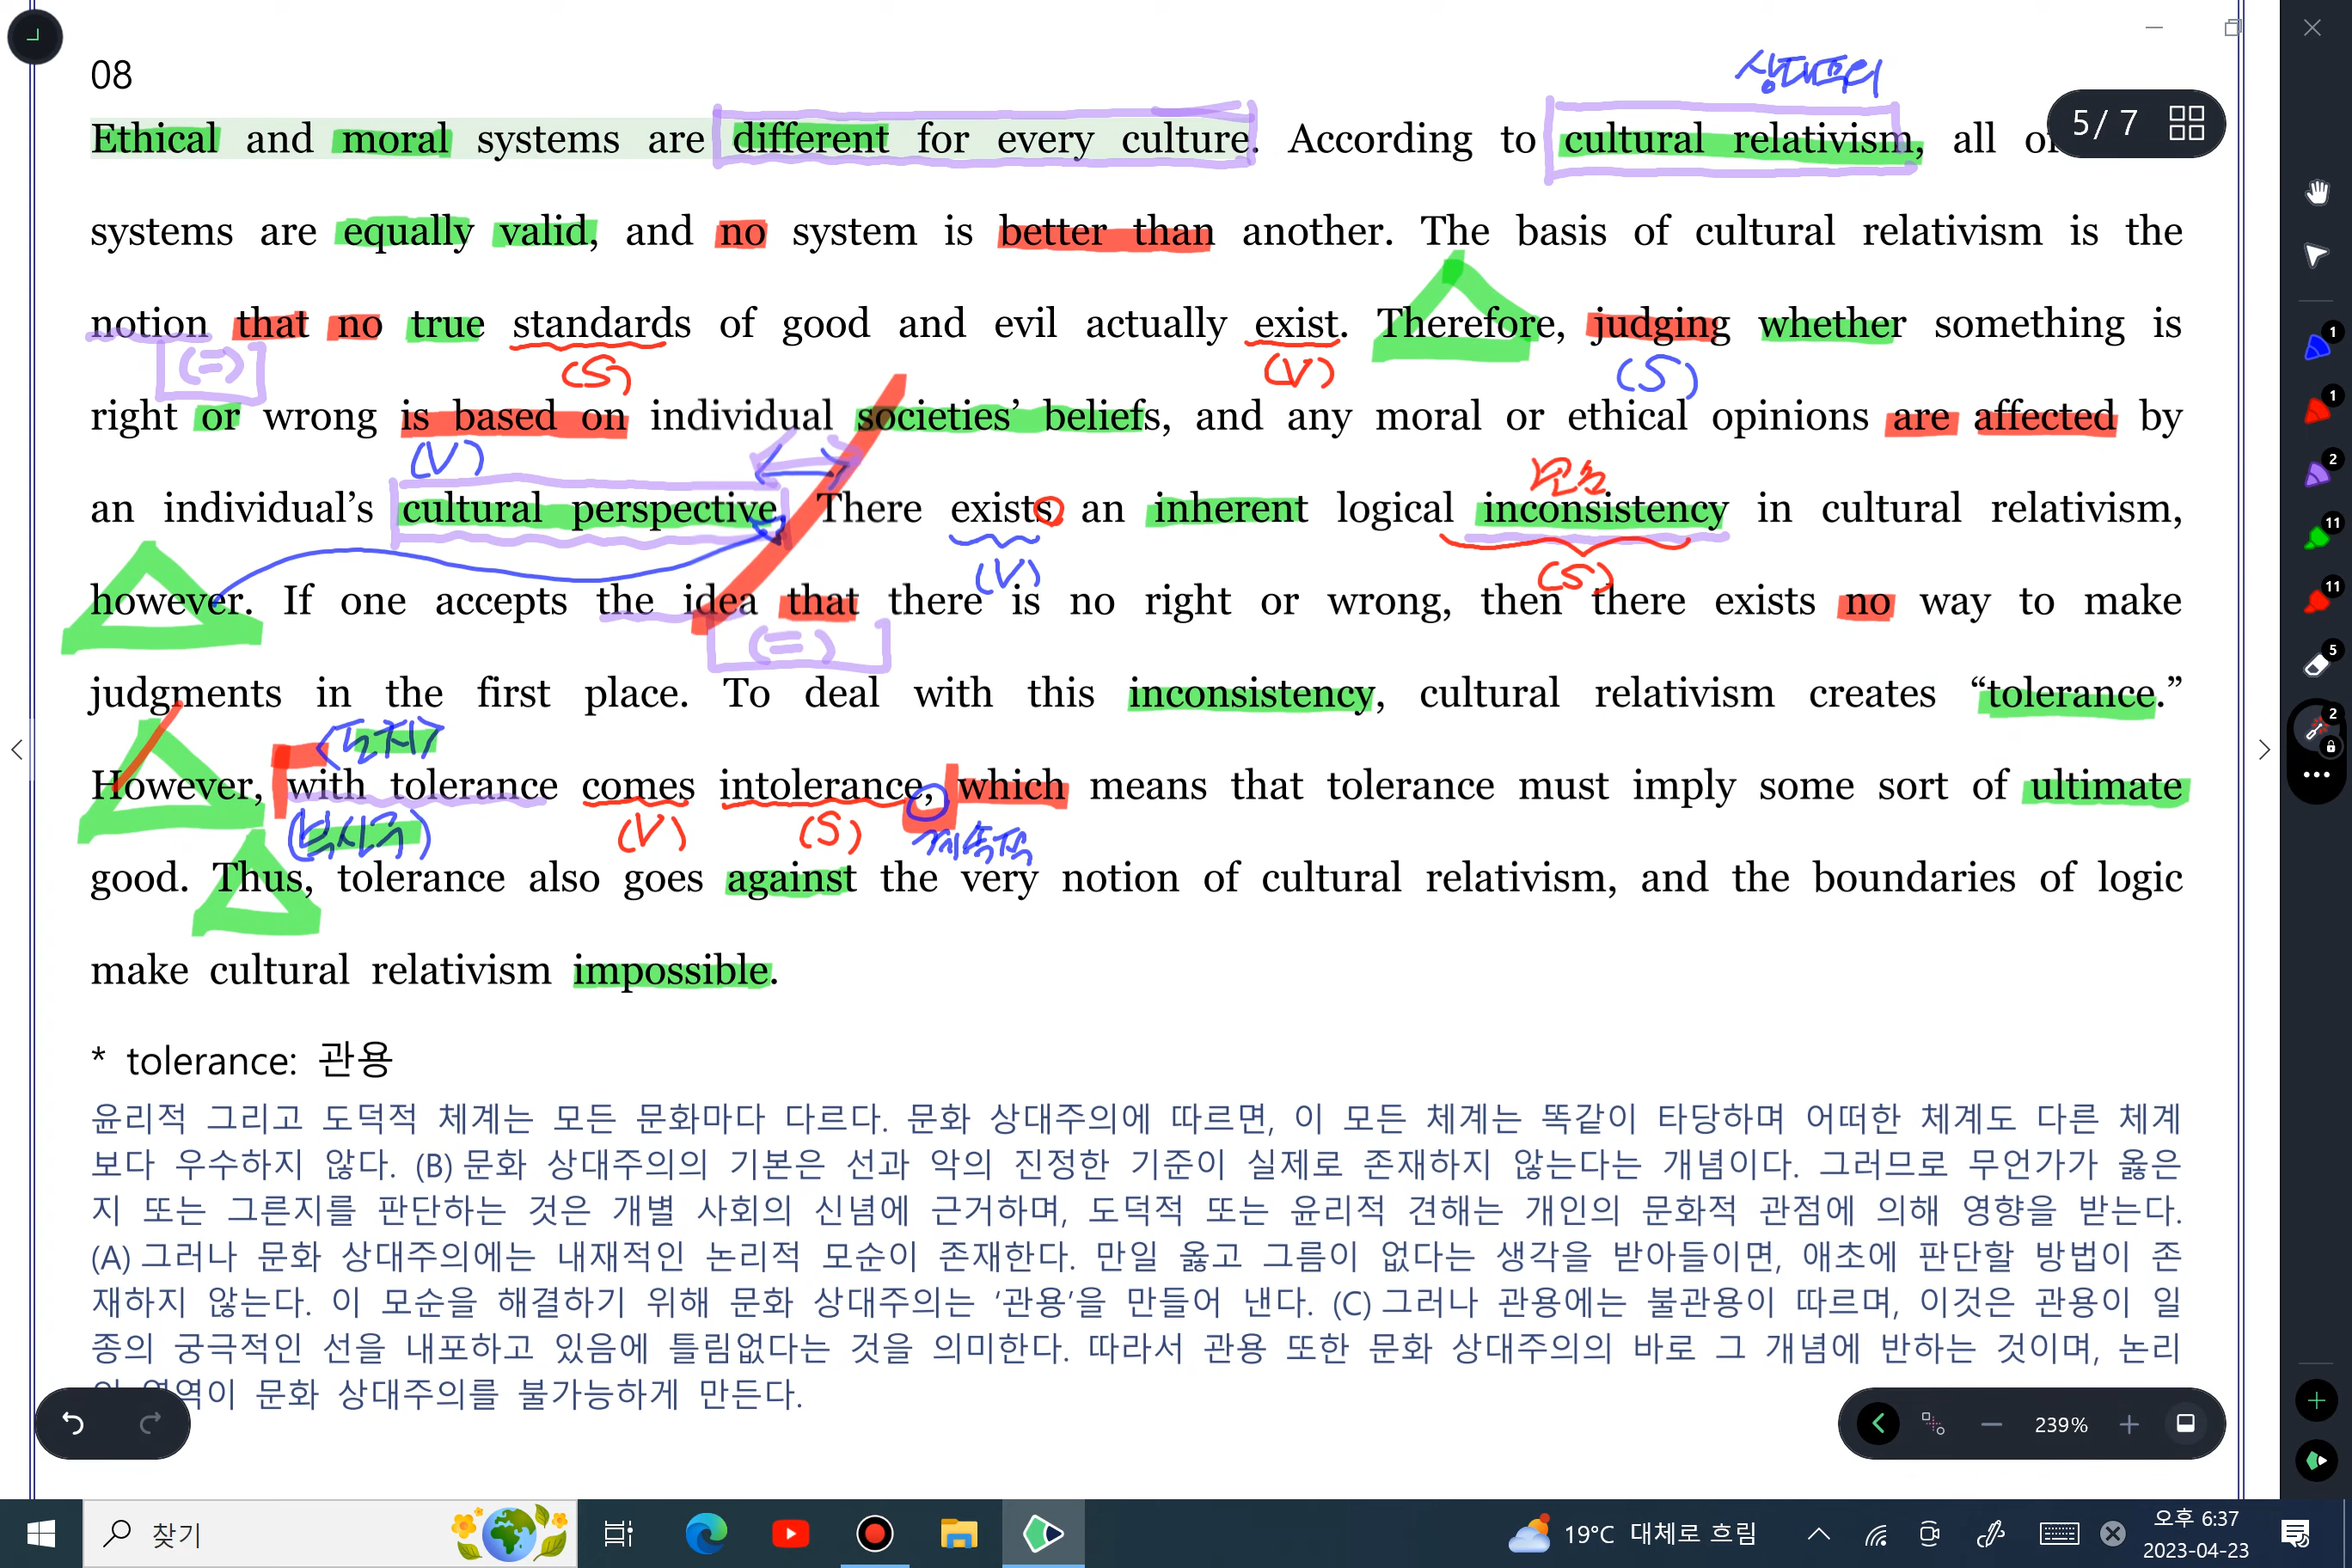 08
상대주의
5/7
Ethical and moral systems are different for every culture. According to cultural relativism, all of
systems are equally valid, and no system is better than another. The basis of cultural relativism is the
notion that no true standards of good and evil actually exist. Therefore, judging whether something is
(=) (S) (V) (S)
right or wrong is based on individual societies' beliefs, and any moral or ethical opinions are affected by
(V) 모순
an individual's cultural perspective. There exists an inherent logical inconsistency in cultural relativism,
(V) (S)
however. If one accepts the idea that there is no right or wrong, then there exists no way to make
(=)
judgments in the first place. To deal with this inconsistency, cultural relativism creates “tolerance.”
<도치>
However, with tolerance comes intolerance, which means that tolerance must imply some sort of ultimate
(부사구) (V) (S) 계속적
good. Thus, tolerance also goes against the very notion of cultural relativism, and the boundaries of logic
make cultural relativism impossible.
* tolerance: 관용
윤리적 그리고 도덕적 체계는 모든 문화마다 다르다. 문화 상대주의에 따르면, 이 모든 체계는 똑같이 타당하며 어떠한 체계도 다른 체계
보다 우수하지 않다. (B) 문화 상대주의의 기본은 선과 악의 진정한 기준이 실제로 존재하지 않는다는 개념이다. 그러므로 무언가가 옳은
지 또는 그른지를 판단하는 것은 개별 사회의 신념에 근거하며, 도덕적 또는 윤리적 견해는 개인의 문화적 관점에 의해 영향을 받는다.
(A) 그러나 문화 상대주의에는 내재적인 논리적 모순이 존재한다. 만일 옳고 그름이 없다는 생각을 받아들이면, 애초에 판단할 방법이 존
재하지 않는다. 이 모순을 해결하기 위해 문화 상대주의는 ‘관용’을 만들어 낸다. (C) 그러나 관용에는 불관용이 따르며, 이것은 관용이 일
종의 궁극적인 선을 내포하고 있음에 틀림없다는 것을 의미한다. 따라서 관용 또한 문화 상대주의의 바로 그 개념에 반하는 것이며, 논리
의 영역이 문화 상대주의를 불가능하게 만든다.
239%
1
1
2
11
11
5
2
찾기
19°C 대체로 흐림
오후 6:37
2023-04-23